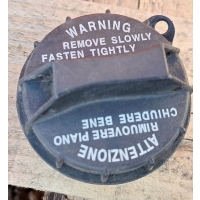 WARNING
REMOVE SLOWLY
FASTEN TIGHTLY
ATTENZIONE
RIMUOVERE PIANO
CHIUDERE BENE